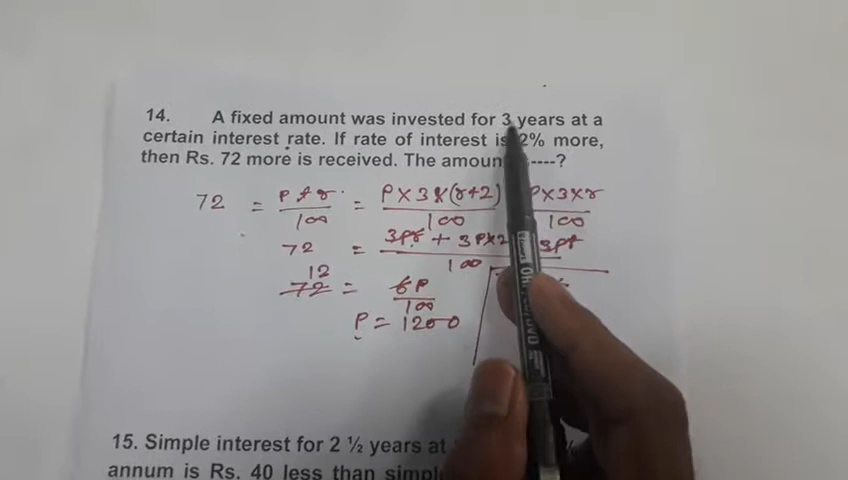 14. A fixed amount was invested for 3 years at a
certain interest rate. If rate of interest is 2% more,
then Rs. 72 more is received. The amount ----?
72 = P t r / 100 = P × 3 × (r+2) / 100 P × 3 × r / 100
72 = 3Pr + 3P×2 3Pr / 100
12
72 = 6P / 100
P = 1200
15. Simple interest for 2 ½ years at %
annum is Rs. 40 less than simple